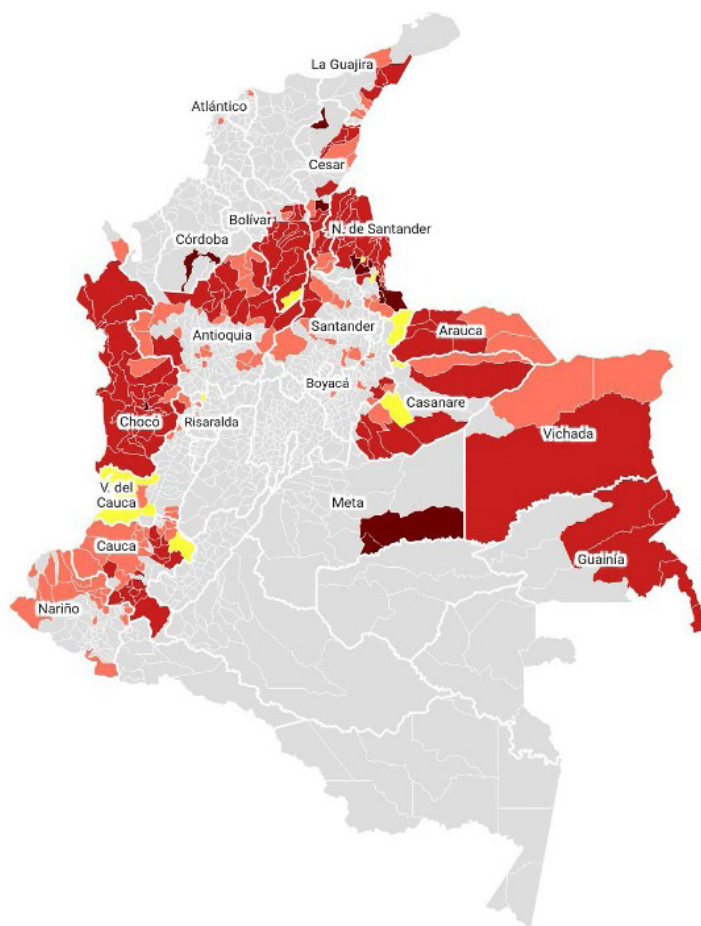 La Guajira
Atlántico
Cesar
Bolívar
N. de Santander
Córdoba
Antioquia
Santander
Arauca
Boyacá
Casanare
Chocó
Risaralda
Vichada
V. del
Cauca
Meta
Cauca
Guainía
Nariño